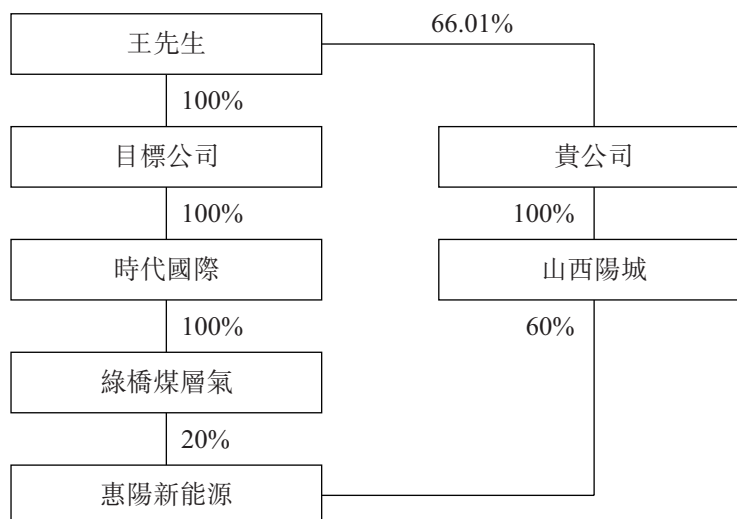 66.01%
王先生
100%
目標公司
貴公司
100%
100%
時代國際
山西陽城
100%
60%
綠橋煤層氣
20%
惠陽新能源